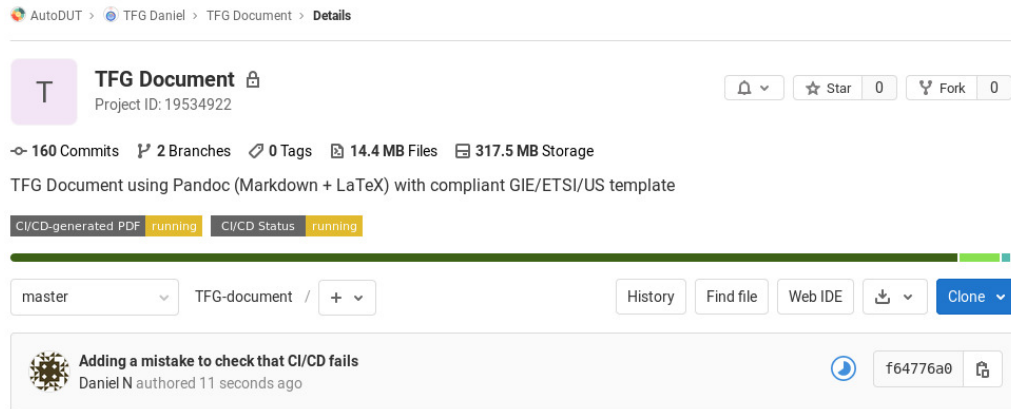 AutoDUT > TFG Daniel > TFG Document > Details
T
TFG Document
Project ID: 19534922
Star 0 Fork 0
160 Commits 2 Branches 0 Tags 14.4 MB Files 317.5 MB Storage
TFG Document using Pandoc (Markdown + LaTeX) with compliant GIE/ETSI/US template
CI/CD-generated PDF running CI/CD Status running
master TFG-document / + History Find file Web IDE Clone
Adding a mistake to check that CI/CD fails
Daniel N authored 11 seconds ago
f64776a0